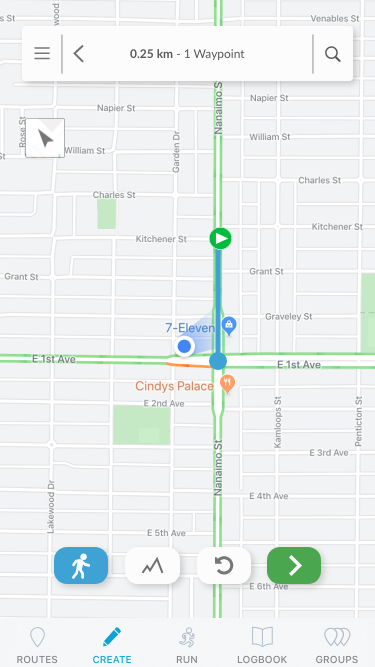 wood
Venables St
0.25 km - 1 Waypoint
Napier St
Napier St
Nanaimo St
Rose St
William St
William St
Garden Dr
Charles St
Charles St
Kitchener St
Kitchener St
Grant St
Grant St
Graveley St
7-Eleven
E 1st Ave
E 1st Ave
Cindys Palace
E 2nd Ave
Kamloops St
Penticton St
Nanaimo St
E 3rd Ave
Lakewood Dr
E 4th Ave
E 5th Ave
E 6th Ave
ROUTES
CREATE
RUN
LOGBOOK
GROUPS